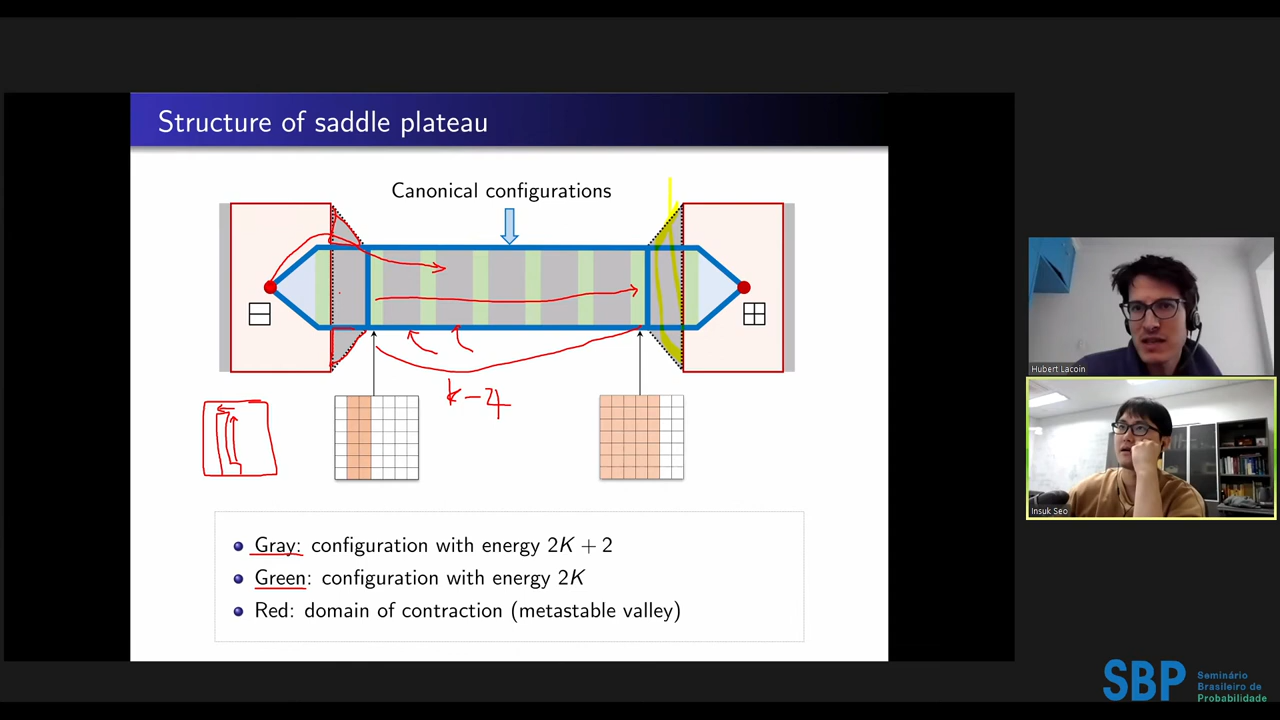 Structure of saddle plateau
Canonical configurations
k-4
Gray: configuration with energy 2K + 2
Green: configuration with energy 2K
Red: domain of contraction (metastable valley)
Hubert Lacoin
Insuk Seo
SBP
Seminário
Brasileiro de
Probabilidade